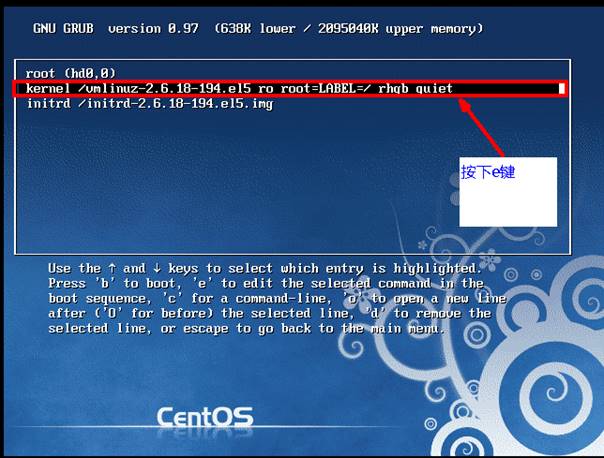 GNU GRUB version 0.97 (638K lower / 2095040K upper memory)
root (hd0,0)
kernel /vmlinuz-2.6.18-194.el5 ro root=LABEL=/ rhgb quiet
initrd /initrd-2.6.18-194.el5.img
按下e键
Use the ↑ and ↓ keys to select which entry is highlighted.
Press 'b' to boot, 'e' to edit the selected command in the
boot sequence, 'c' for a command-line, 'o' to open a new line
after ('O' for before) the selected line, 'd' to remove the
selected line, or escape to go back to the main menu.
CentOS